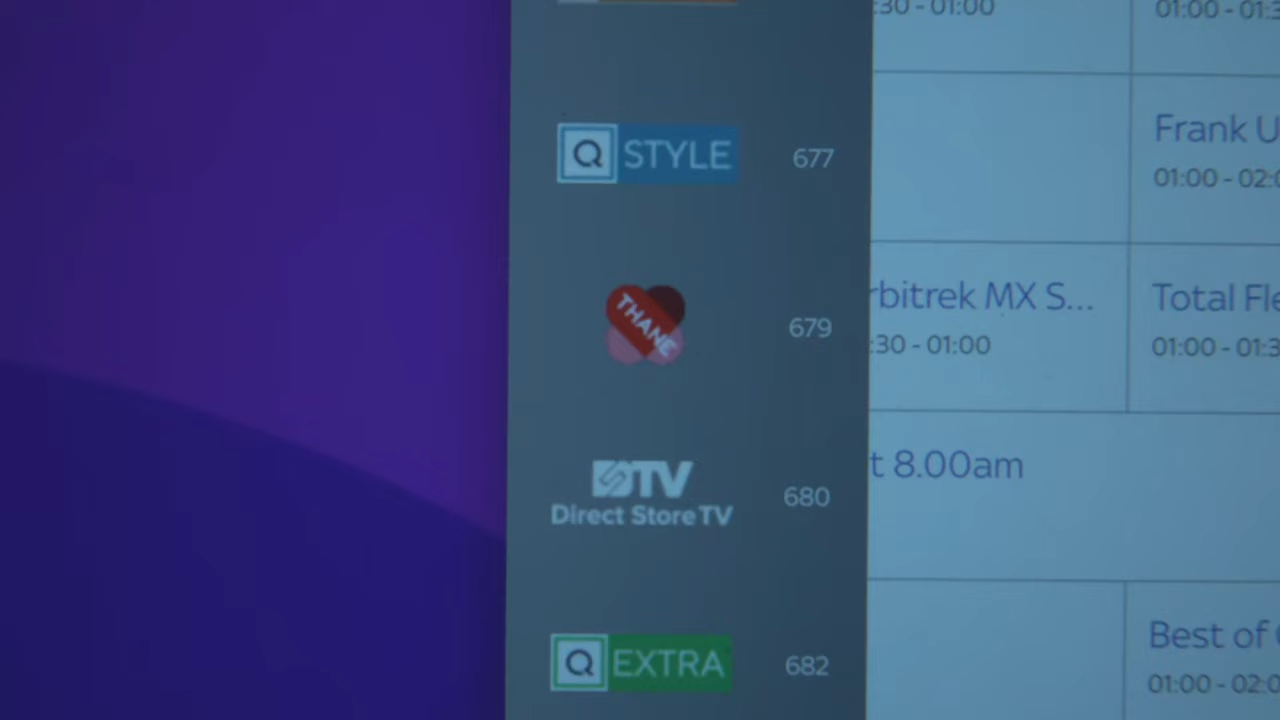 :30 - 01:00
01:00 - 01:3
Q STYLE 677
Frank U
01:00 - 02:0
THANE 679
rbitrek MX S...
:30 - 01:00
Total Fle
01:00 - 01:3
DTV
Direct Store TV 680
t 8.00am
Q EXTRA 682
Best of
01:00 - 02:0